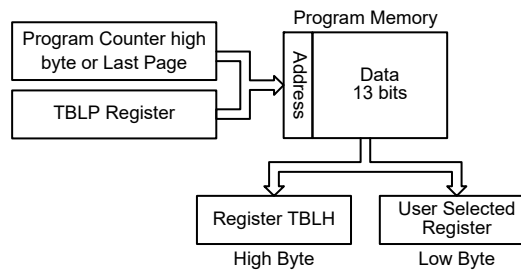 Program Memory
Program Counter high
byte or Last Page
TBLP Register
Address
Data
13 bits
Register TBLH
User Selected
Register
High Byte
Low Byte